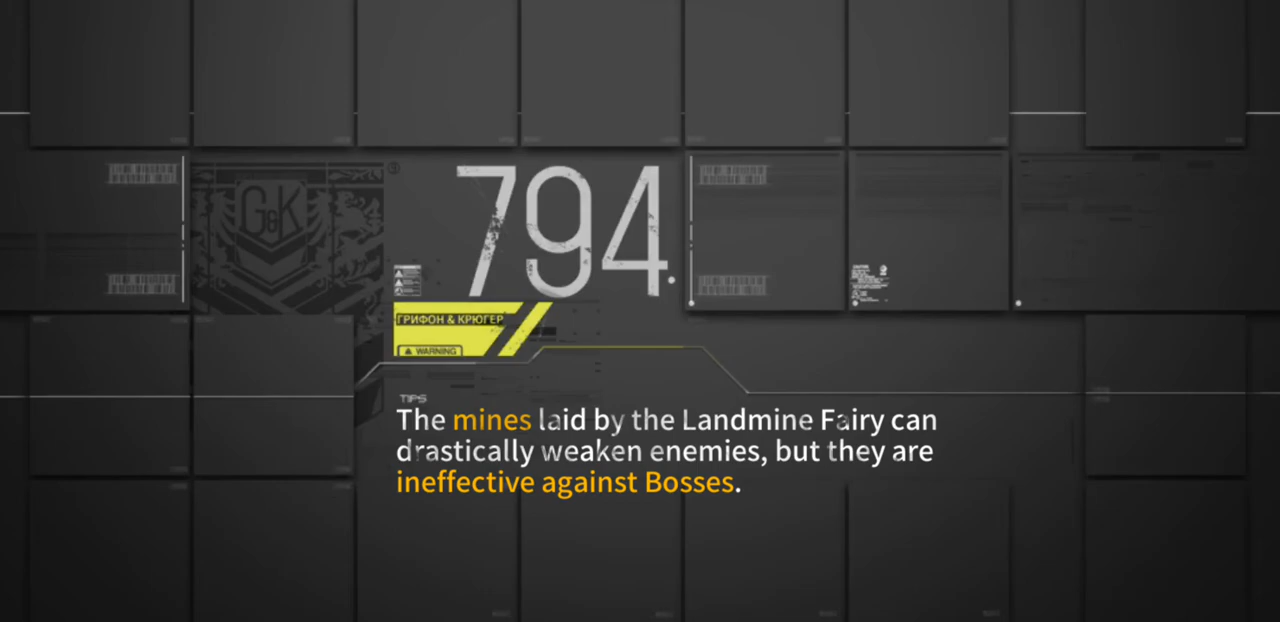 G&K
794.
ГРИФОН & КРЮГЕР
WARNING
TIPS
The mines laid by the Landmine Fairy can
drastically weaken enemies, but they are
ineffective against Bosses.